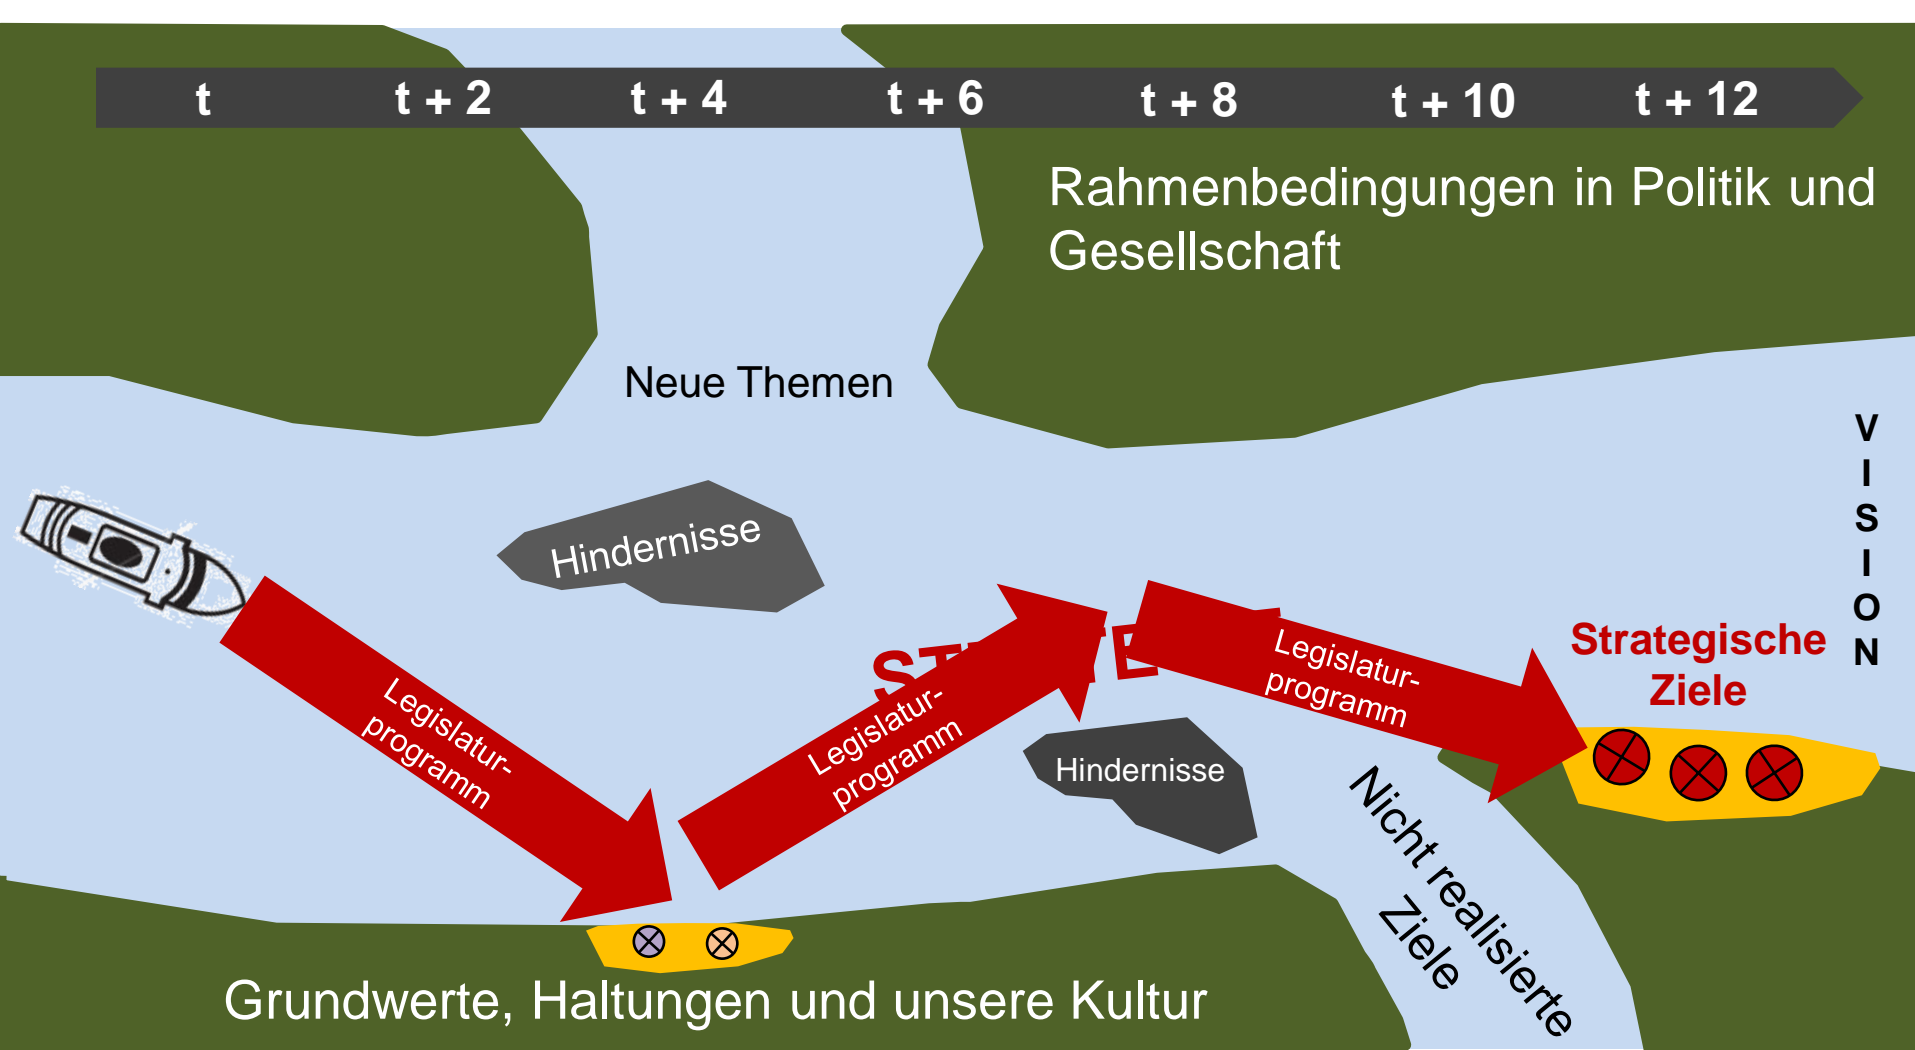 t t + 2 t + 4 t + 6 t + 8 t + 10 t + 12
Rahmenbedingungen in Politik und
Gesellschaft
Neue Themen
V
I
S
I
O
N
Hindernisse
Legislatur-
programm
Legislatur-
programm
Legislatur-
programm
Strategische
Ziele
Hindernisse
Nicht realisierte
Ziele
Grundwerte, Haltungen und unsere Kultur